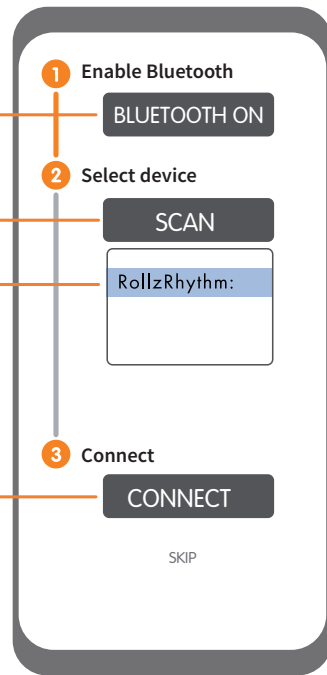 1 Enable Bluetooth
BLUETOOTH ON
2 Select device
SCAN
RollzRhythm:
3 Connect
CONNECT
SKIP